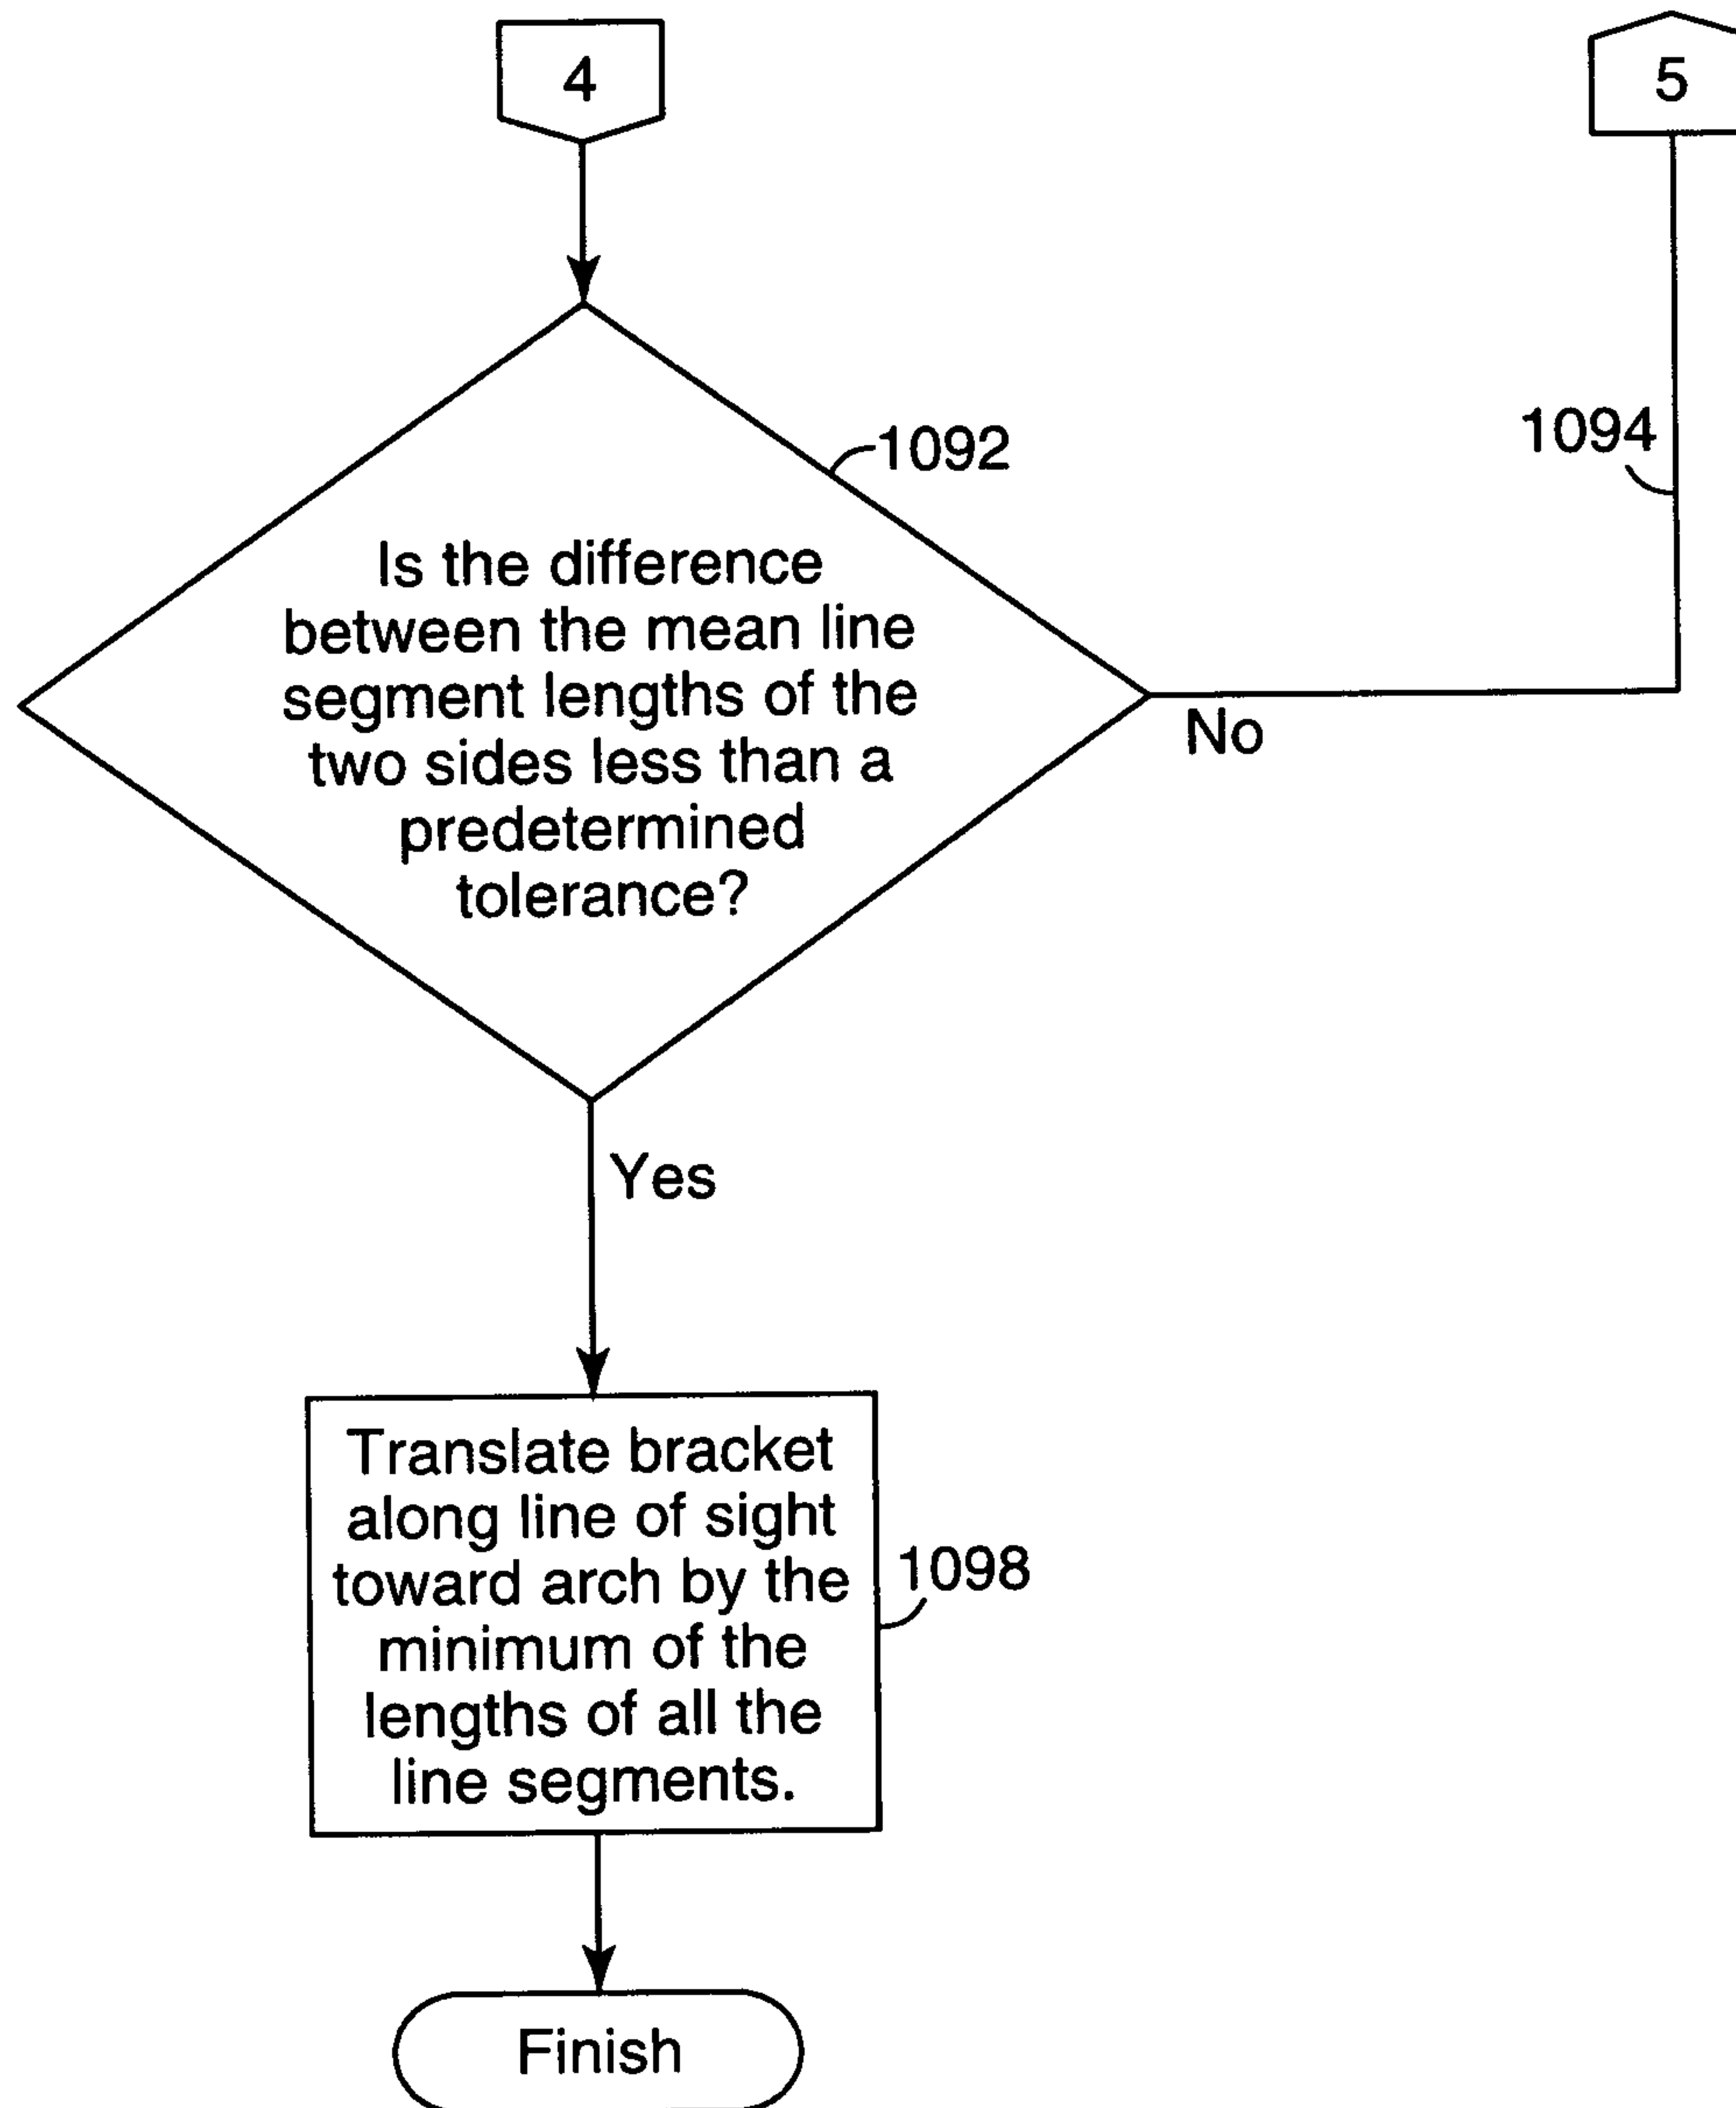 4
5
1092
1094
Is the difference
between the mean line
segment lengths of the
two sides less than a
predetermined
tolerance?
No
Yes
Translate bracket
along line of sight
toward arch by the
minimum of the
lengths of all the
line segments.
1098
Finish